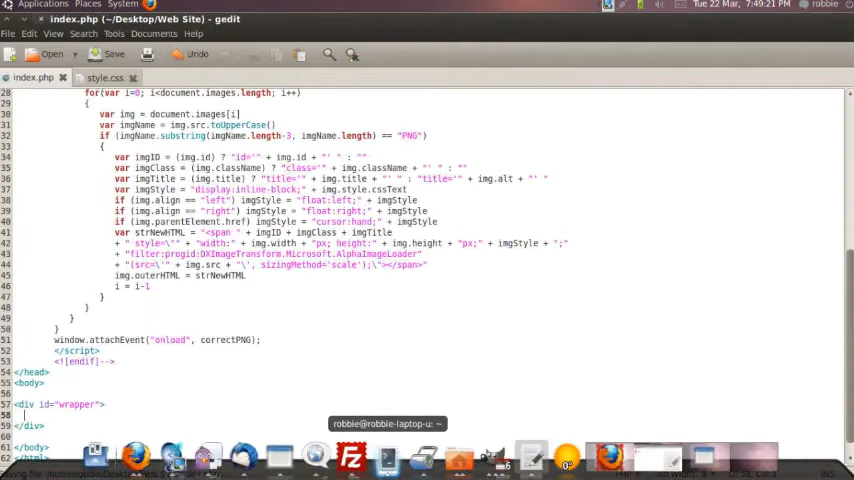 Applications Places System Tue 22 Mar, 7:49:21 PM robbie
index.php (~/Desktop/Web Site) - gedit
File Edit View Search Tools Documents Help
Open Save Undo
index.php style.css
28 for(var i=0; i<document.images.length; i++)
29 {
30 var img = document.images[i]
31 var imgName = img.src.toUpperCase()
32 if (imgName.substring(imgName.length-3, imgName.length) == "PNG")
33 {
34 var imgID = (img.id) ? "id='" + img.id + "' " : ""
35 var imgClass = (img.className) ? "class='" + img.className + "' " : ""
36 var imgTitle = (img.title) ? "title='" + img.title + "' " : "title='" + img.alt + "' "
37 var imgStyle = "display:inline-block;" + img.style.cssText
38 if (img.align == "left") imgStyle = "float:left;" + imgStyle
39 if (img.align == "right") imgStyle = "float:right;" + imgStyle
40 if (img.parentElement.href) imgStyle = "cursor:hand;" + imgStyle
41 var strNewHTML = "<span " + imgID + imgClass + imgTitle
42 + " style=\"" + "width:" + img.width + "px; height:" + img.height + "px;" + imgStyle + ";"
43 + "filter:progid:DXImageTransform.Microsoft.AlphaImageLoader"
44 + "(src=\'" + img.src + "\', sizingMethod='scale');\"></span>"
45 img.outerHTML = strNewHTML
46 i = i-1
47 }
48 }
49 }
50 }
51 window.attachEvent("onload", correctPNG);
52 </script>
53 <![endif]-->
54 </head>
55 <body>
56
57 <div id="wrapper">
58
59 </div>
60
61 </body>
62 </html>
robbie@robbie-laptop-u: ~
6
0°
INS